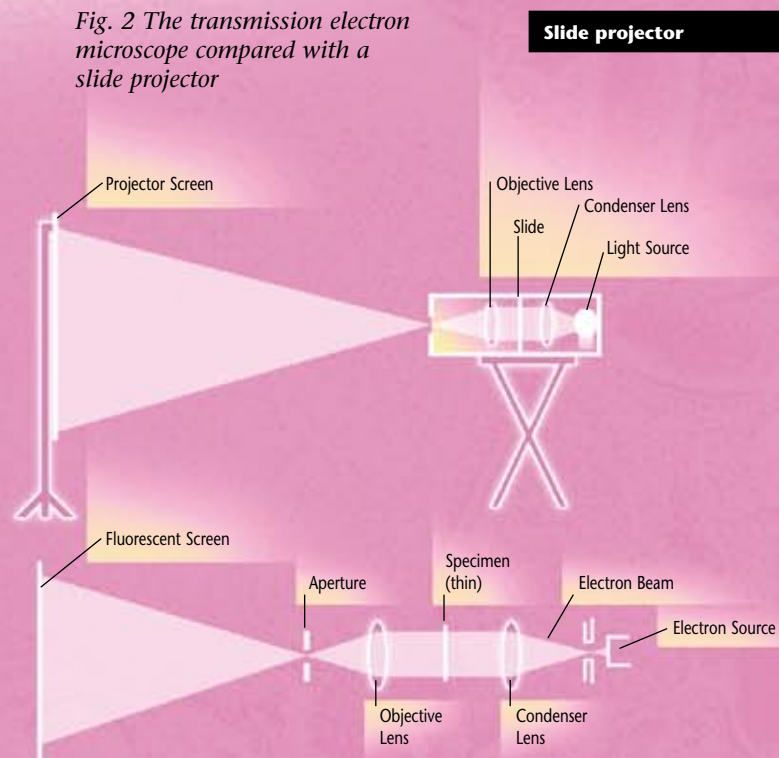 Fig. 2 The transmission electron
microscope compared with a
slide projector
Slide projector
Projector Screen
Objective Lens
Condenser Lens
Slide
Light Source
Fluorescent Screen
Aperture
Specimen
(thin)
Electron Beam
Electron Source
Objective
Lens
Condenser
Lens